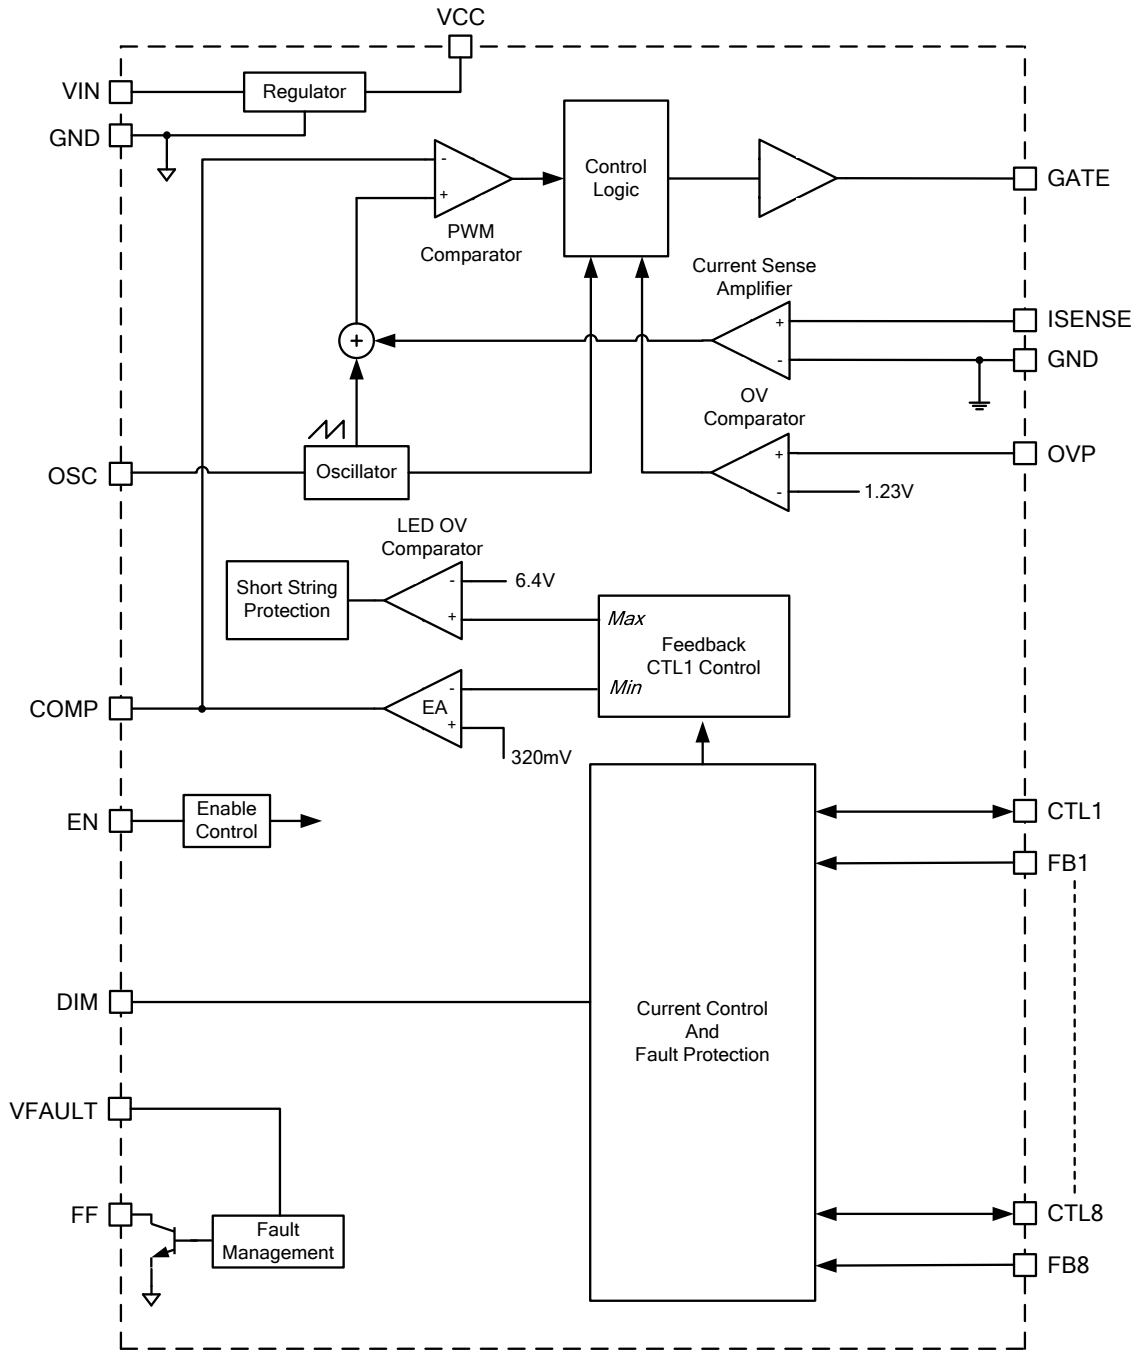 VCC
VIN
Regulator
GND
-
+
PWM
Comparator
Control
Logic
GATE
Current Sense
Amplifier
+
-
ISENSE
GND
+
OV
Comparator
+
-
OVP
1.23V
OSC
Oscillator
LED OV
Comparator
-
+
6.4V
Short String
Protection
Max
Feedback
CTL1 Control
Min
COMP
-
EA
+
320mV
EN
Enable
Control
CTL1
FB1
DIM
Current Control
And
Fault Protection
VFAULT
FF
Fault
Management
CTL8
FB8